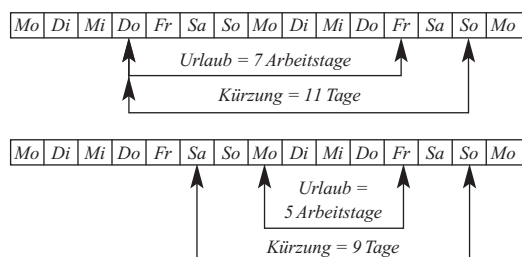 Mo Di Mi Do Fr Sa So Mo Di Mi Do Fr Sa So Mo
Urlaub = 7 Arbeitstage
Kürzung = 11 Tage
Mo Di Mi Do Fr Sa So Mo Di Mi Do Fr Sa So Mo
Urlaub =
5 Arbeitstage
Kürzung = 9 Tage